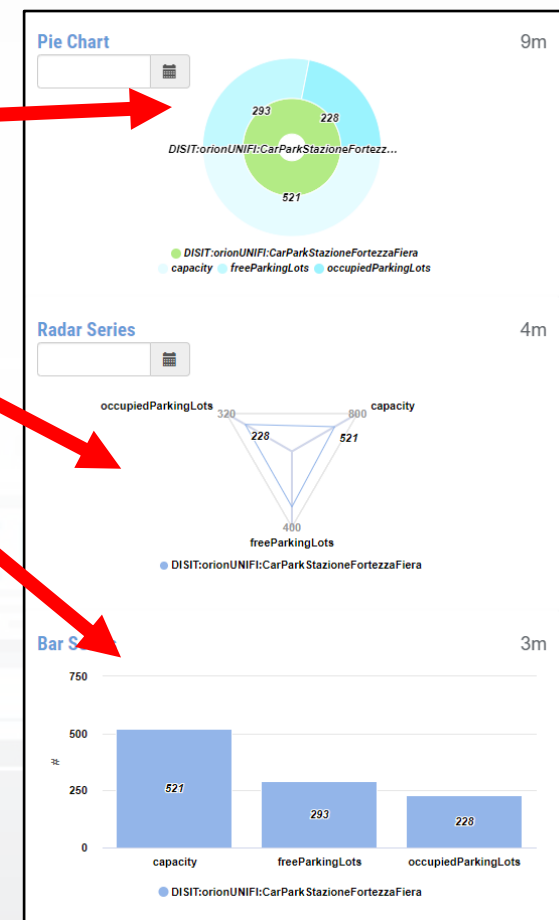 Pie Chart 9m
293
228
DISIT:orionUNIFI:CarParkStazioneFortezz...
521
DISIT:orionUNIFI:CarParkStazioneFortezzaFiera
capacity freeParkingLots occupiedParkingLots
Radar Series 4m
occupiedParkingLots 320 800 capacity
228 521
400
freeParkingLots
DISIT:orionUNIFI:CarParkStazioneFortezzaFiera
Bar S 3m
750
500
#
250
0
521
293
228
capacity freeParkingLots occupiedParkingLots
DISIT:orionUNIFI:CarParkStazioneFortezzaFiera